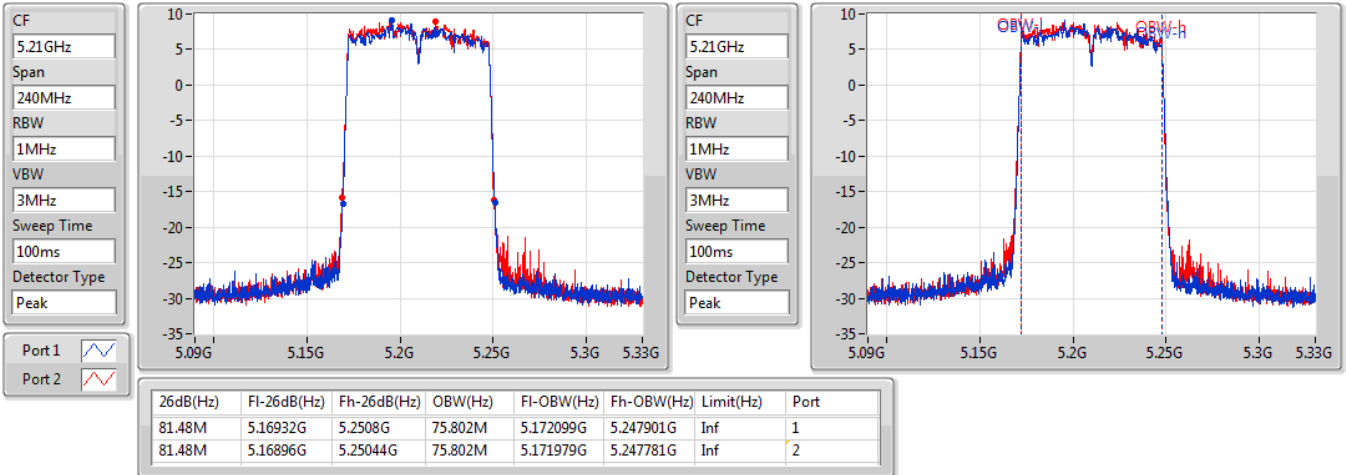 CF
5.21GHz
Span
240MHz
RBW
1MHz
VBW
3MHz
Sweep Time
100ms
Detector Type
Peak
Port 1
Port 2
10
5
0
-5
-10
-15
-20
-25
-30
-35
5.09G 5.15G 5.2G 5.25G 5.3G 5.33G
CF
5.21GHz
Span
240MHz
RBW
1MHz
VBW
3MHz
Sweep Time
100ms
Detector Type
Peak
10
5
0
-5
-10
-15
-20
-25
-30
-35
OBW-l OBW-h
5.09G 5.15G 5.2G 5.25G 5.3G 5.33G
26dB(Hz) Fl-26dB(Hz) Fh-26dB(Hz) OBW(Hz) Fl-OBW(Hz) Fh-OBW(Hz) Limit(Hz) Port
81.48M 5.16932G 5.2508G 75.802M 5.172099G 5.247901G Inf 1
81.48M 5.16896G 5.25044G 75.802M 5.171979G 5.247781G Inf 2